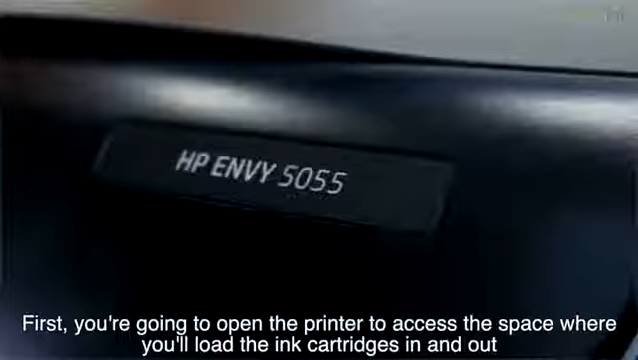 HP ENVY 5055
First, you're going to open the printer to access the space where
you'll load the ink cartridges in and out